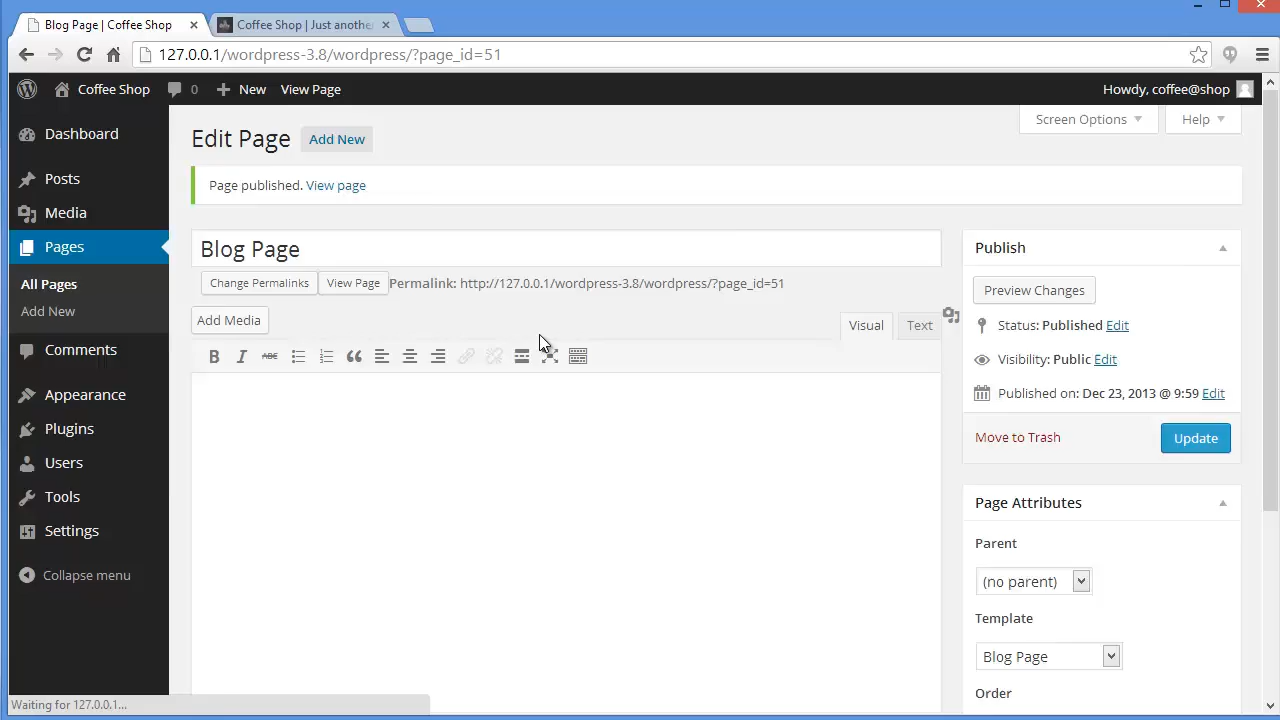 Blog Page | Coffee Shop
Coffee Shop | Just anothe
127.0.0.1/wordpress-3.8/wordpress/?page_id=51
Coffee Shop 0 New View Page Howdy, coffee@shop
Screen Options Help
Dashboard
Posts
Media
Pages
All Pages
Add New
Comments
Appearance
Plugins
Users
Tools
Settings
Collapse menu
Edit Page Add New
Page published. View page
Blog Page
Change Permalinks View Page Permalink: http://127.0.0.1/wordpress-3.8/wordpress/?page_id=51
Add Media
Visual Text
B I ABC
Publish
Preview Changes
Status: Published Edit
Visibility: Public Edit
Published on: Dec 23, 2013 @ 9:59 Edit
Move to Trash Update
Page Attributes
Parent
(no parent)
Template
Blog Page
Order
Waiting for 127.0.0.1...